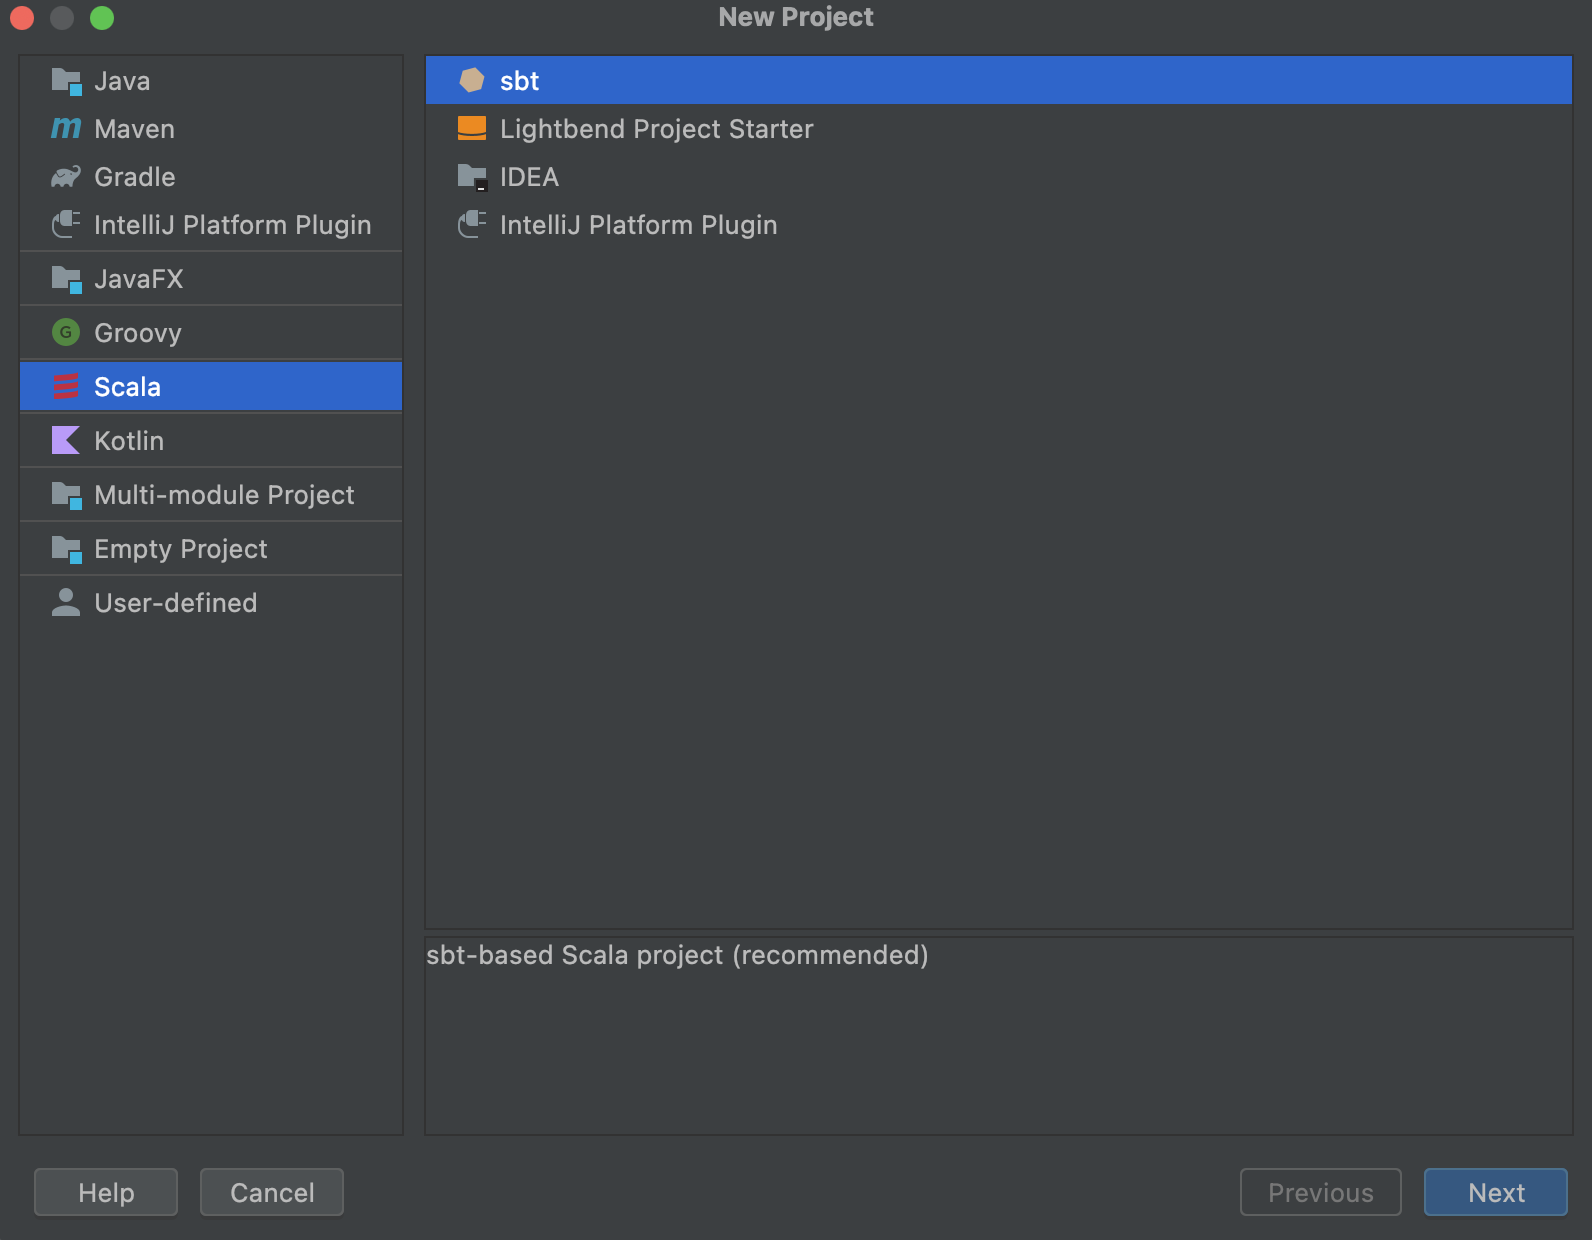 New Project
Java
Maven
Gradle
IntelliJ Platform Plugin
JavaFX
G
Groovy
Scala
Kotlin
Multi-module Project
Empty Project
User-defined
sbt
Lightbend Project Starter
IDEA
IntelliJ Platform Plugin
sbt-based Scala project (recommended)
Help
Cancel
Previous
Next